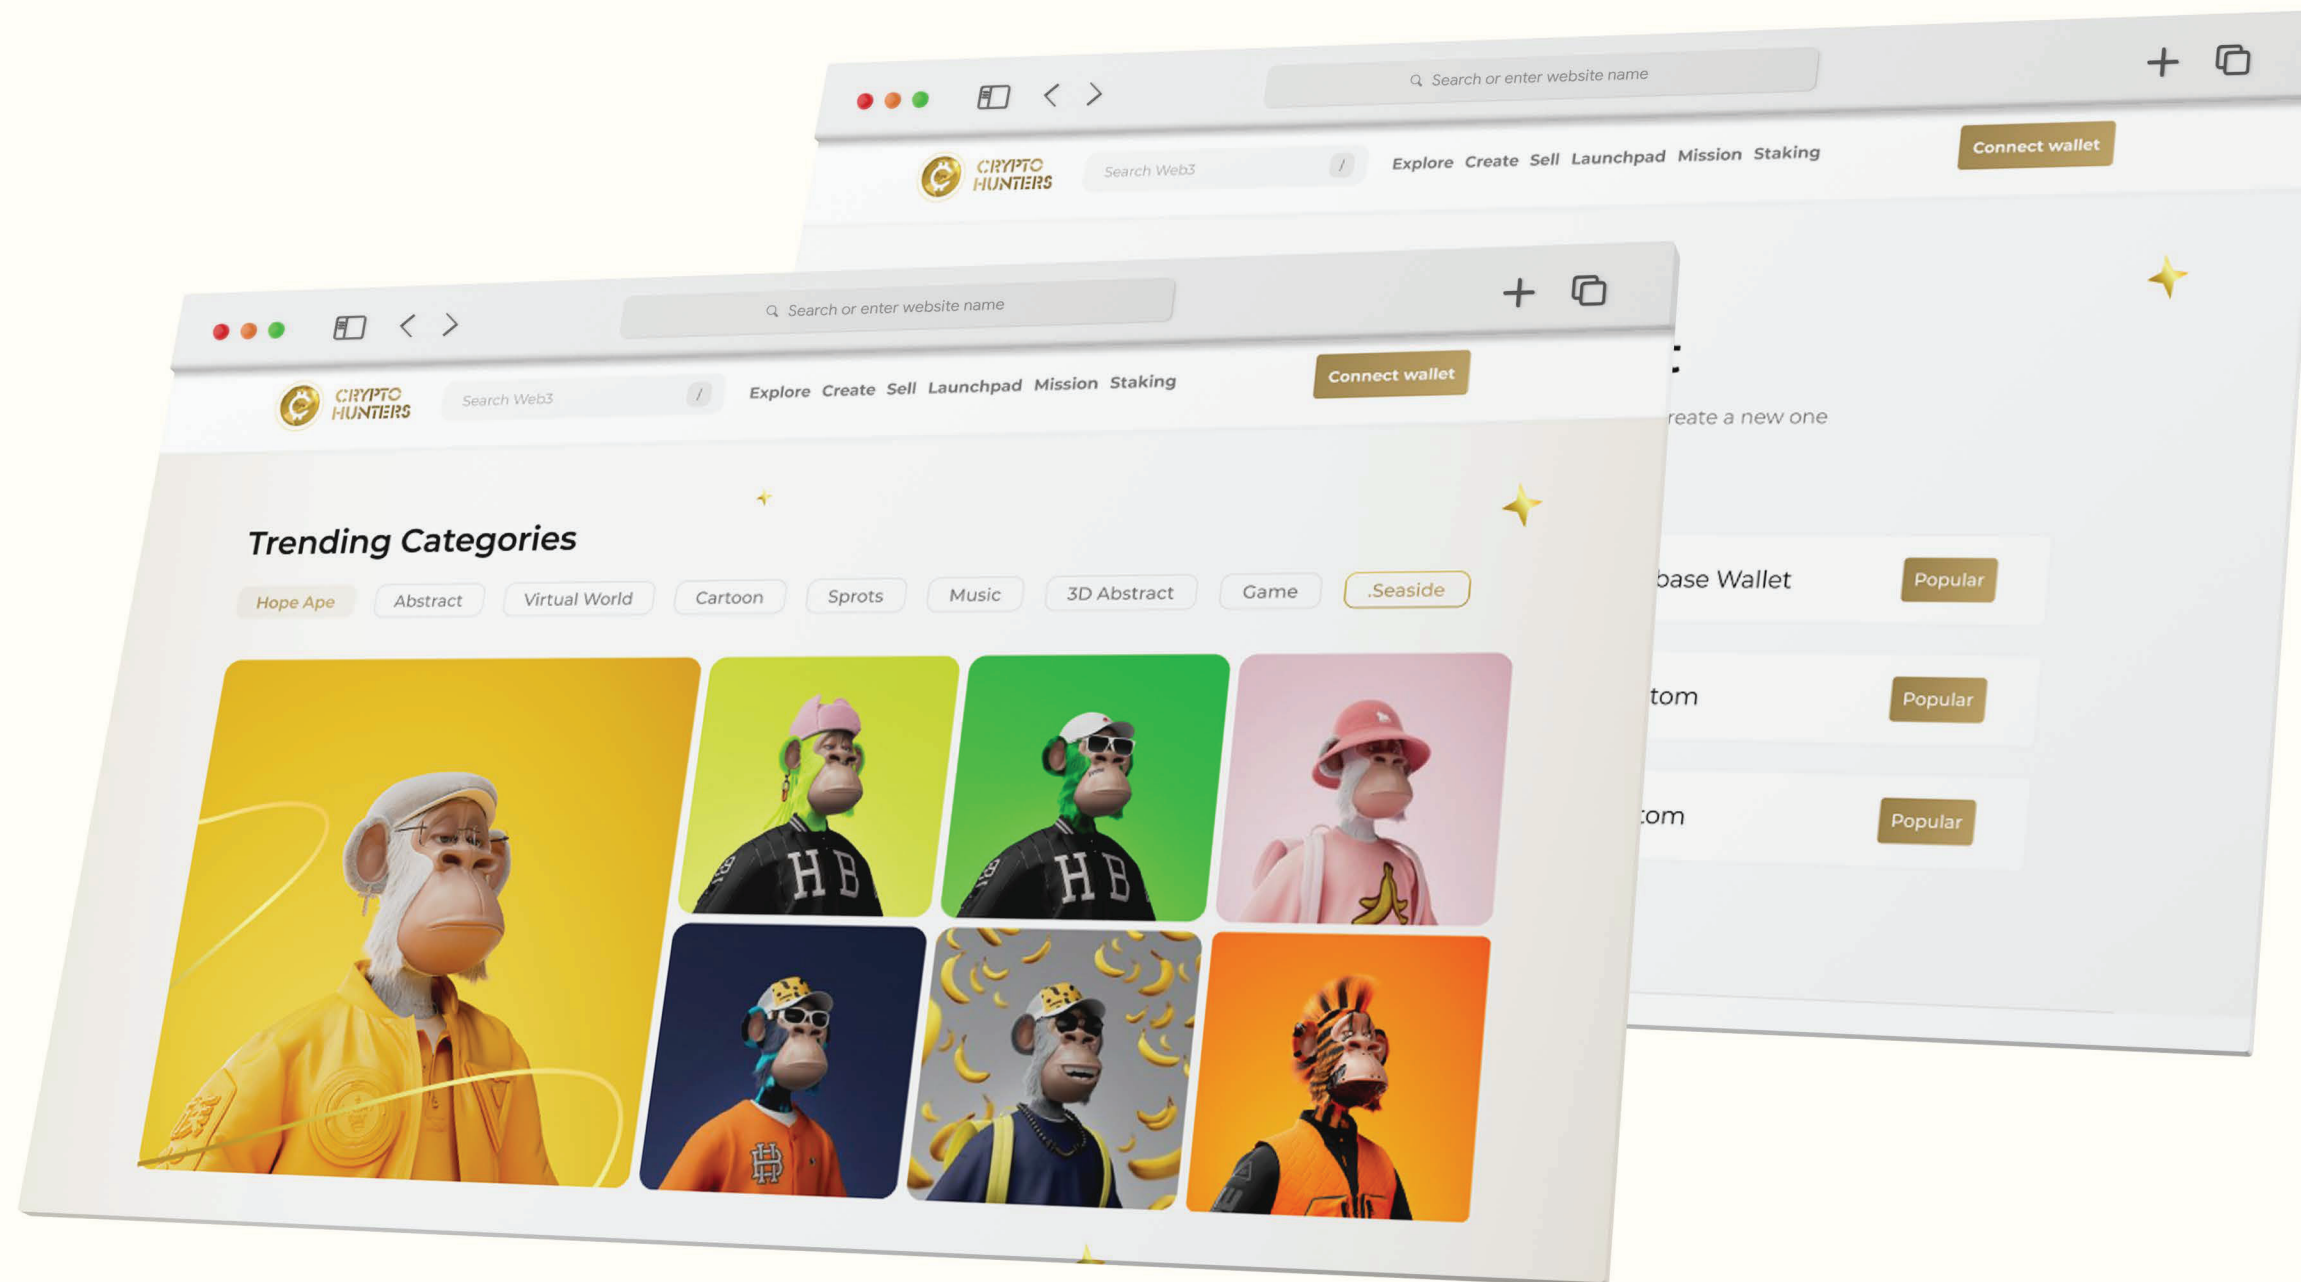 Search or enter website name
CRYPTO
HUNTERS
Search Web3
/
Explore Create Sell Launchpad Mission Staking
Connect wallet
reate a new one
base Wallet
Popular
tom
Popular
tom
Popular
Search or enter website name
CRYPTO
HUNTERS
Search Web3
/
Explore Create Sell Launchpad Mission Staking
Connect wallet
Trending Categories
Hope Ape Abstract Virtual World Cartoon Sprots Music 3D Abstract Game .Seaside
H B
H B